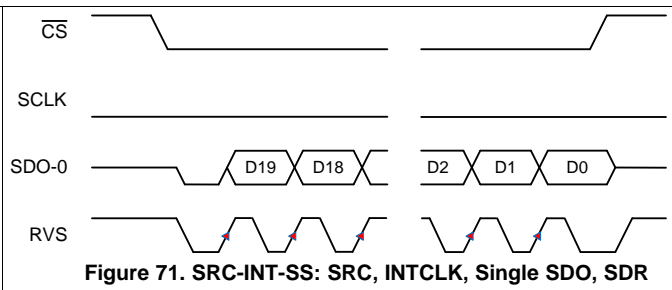 CS
SCLK
SDO-0 D19 D18 D2 D1 D0
RVS
Figure 71. SRC-INT-SS: SRC, INTCLK, Single SDO, SDR